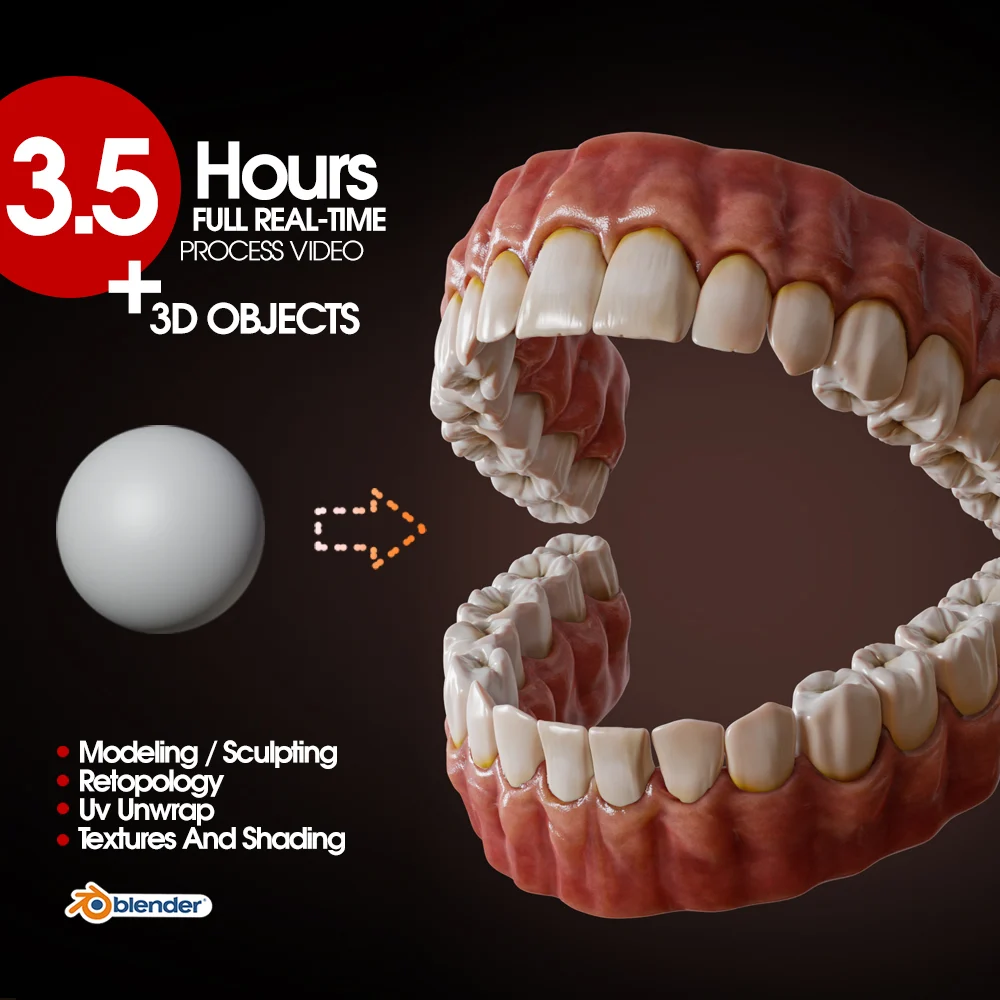 3.5
Hours
FULL REAL-TIME
PROCESS VIDEO
+
3D OBJECTS
Modeling / Sculpting
Retopology
Uv Unwrap
Textures And Shading
blender